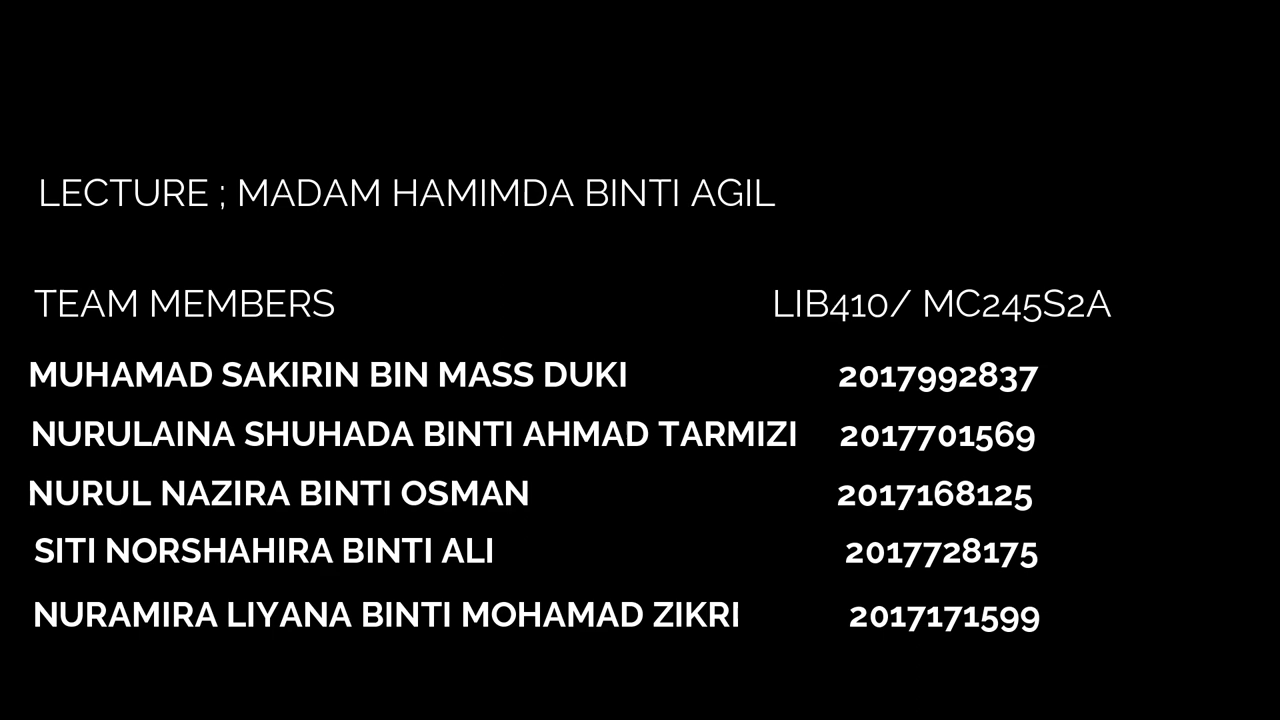 LECTURE ; MADAM HAMIMDA BINTI AGIL
TEAM MEMBERS LIB410/ MC245S2A
MUHAMAD SAKIRIN BIN MASS DUKI 2017992837
NURULAINA SHUHADA BINTI AHMAD TARMIZI 2017701569
NURUL NAZIRA BINTI OSMAN 2017168125
SITI NORSHAHIRA BINTI ALI 2017728175
NURAMIRA LIYANA BINTI MOHAMAD ZIKRI 2017171599